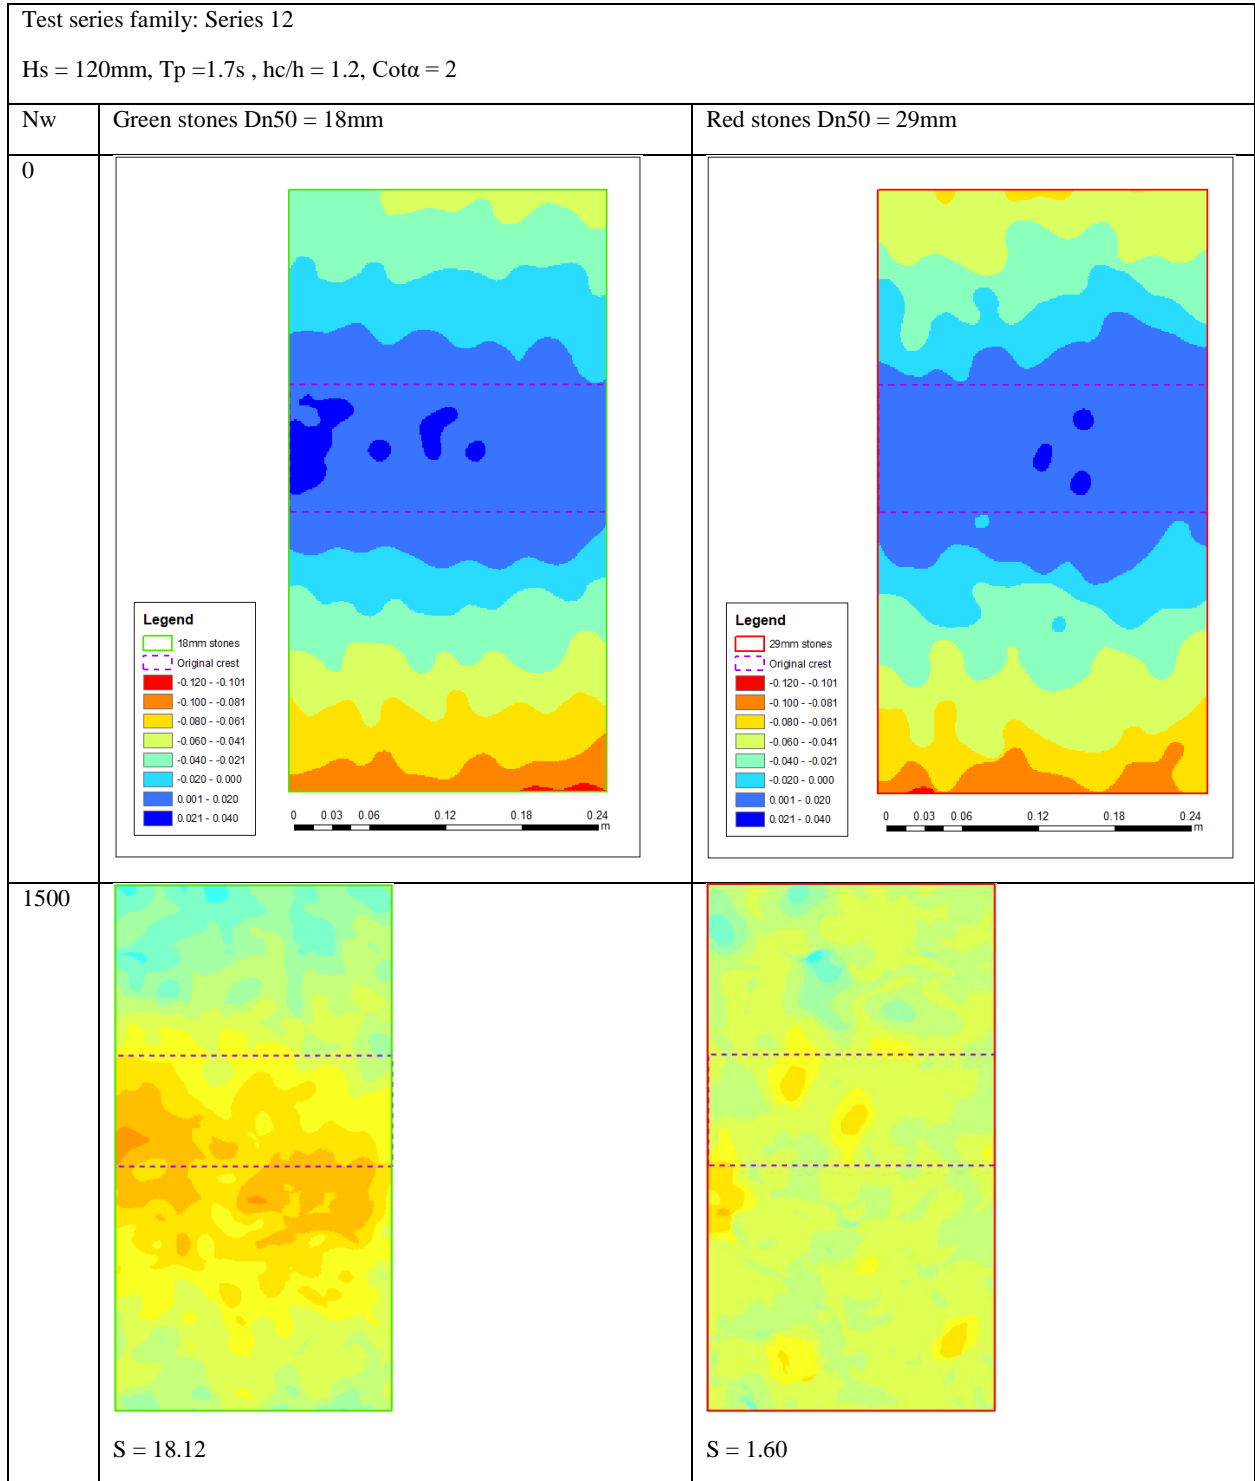 Test series family: Series 12
Hs = 120mm, Tp =1.7s , hc/h = 1.2, Cotα = 2
Nw
Green stones Dn50 = 18mm
Red stones Dn50 = 29mm
0
Legend
18mm stones
Original crest
-0.120 - -0.101
-0.100 - -0.081
-0.080 - -0.061
-0.060 - -0.041
-0.040 - -0.021
-0.020 - 0.000
0.001 - 0.020
0.021 - 0.040
0 0.03 0.06 0.12 0.18 0.24
m
Legend
29mm stones
Original crest
-0.120 - -0.101
-0.100 - -0.081
-0.080 - -0.061
-0.060 - -0.041
-0.040 - -0.021
-0.020 - 0.000
0.001 - 0.020
0.021 - 0.040
0 0.03 0.06 0.12 0.18 0.24
m
1500
S = 18.12
S = 1.60